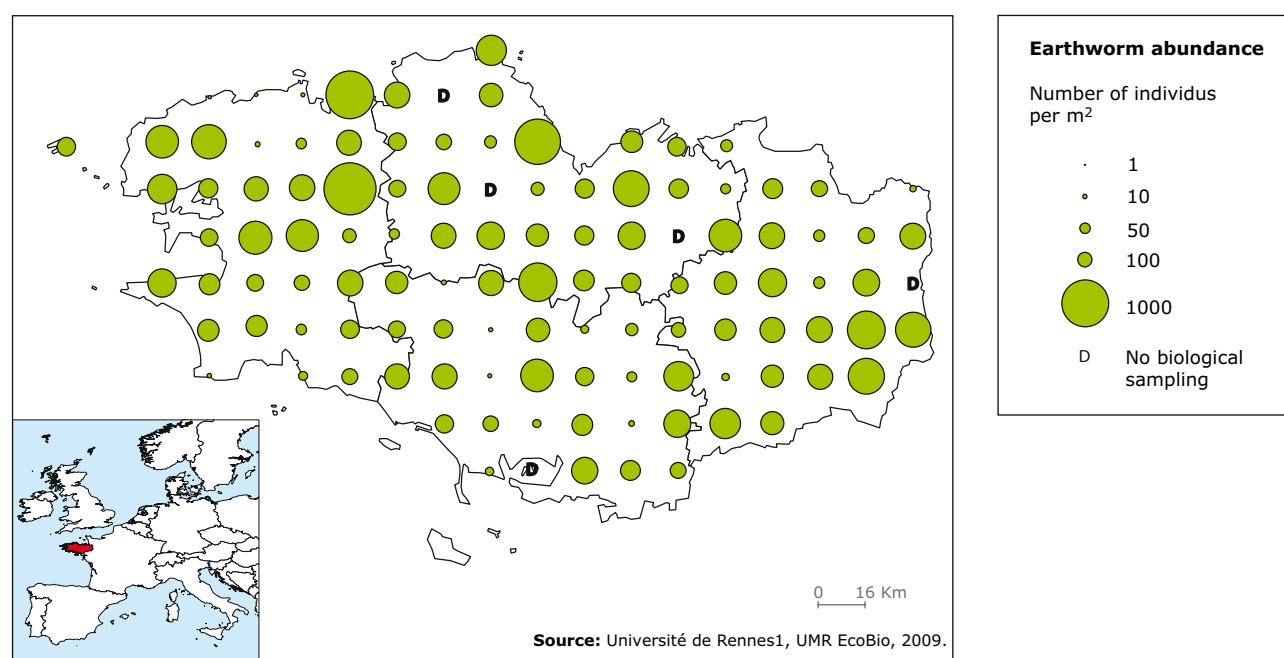 D
D
D
D
D
0 16 Km
Source: Université de Rennes1, UMR EcoBio, 2009.
Earthworm abundance
Number of individus
per m2
1
10
50
100
1000
D No biological
sampling